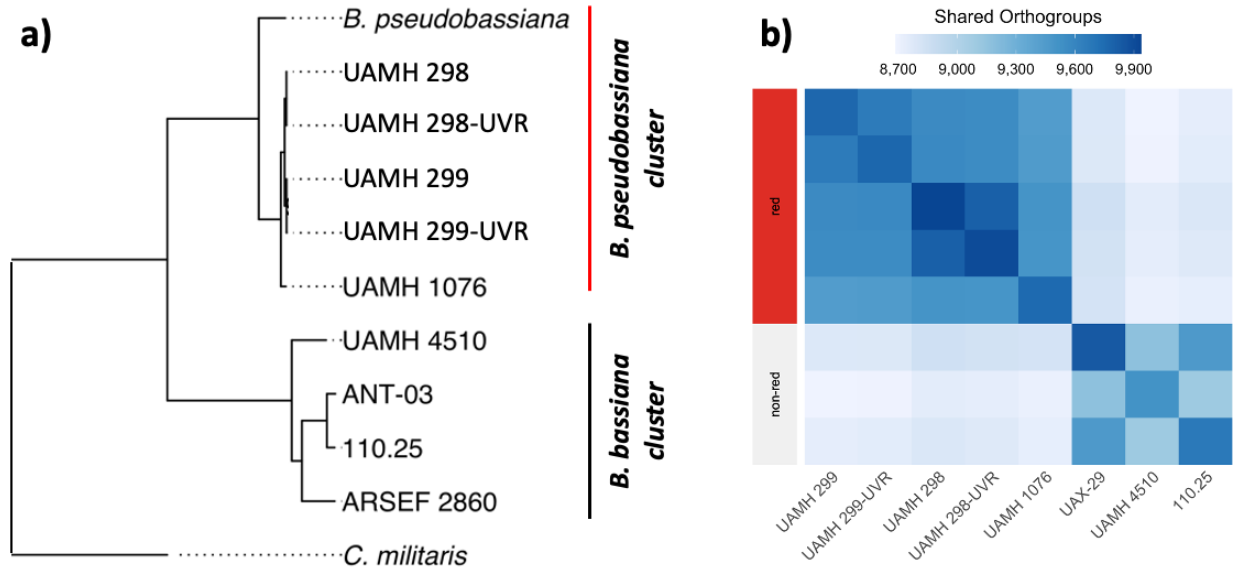 a)
B. pseudobassiana
UAMH 298
UAMH 298-UVR
UAMH 299
UAMH 299-UVR
UAMH 1076
UAMH 4510
ANT-03
110.25
ARSEF 2860
C. militaris
B. pseudobassiana
cluster
B. bassiana
cluster
b)
Shared Orthogroups
8,700 9,000 9,300 9,600 9,900
red
non-red
UAMH 299
UAMH 299-UVR
UAMH 298
UAMH 298-UVR
UAMH 1076
UAX-29
UAMH 4510
110.25